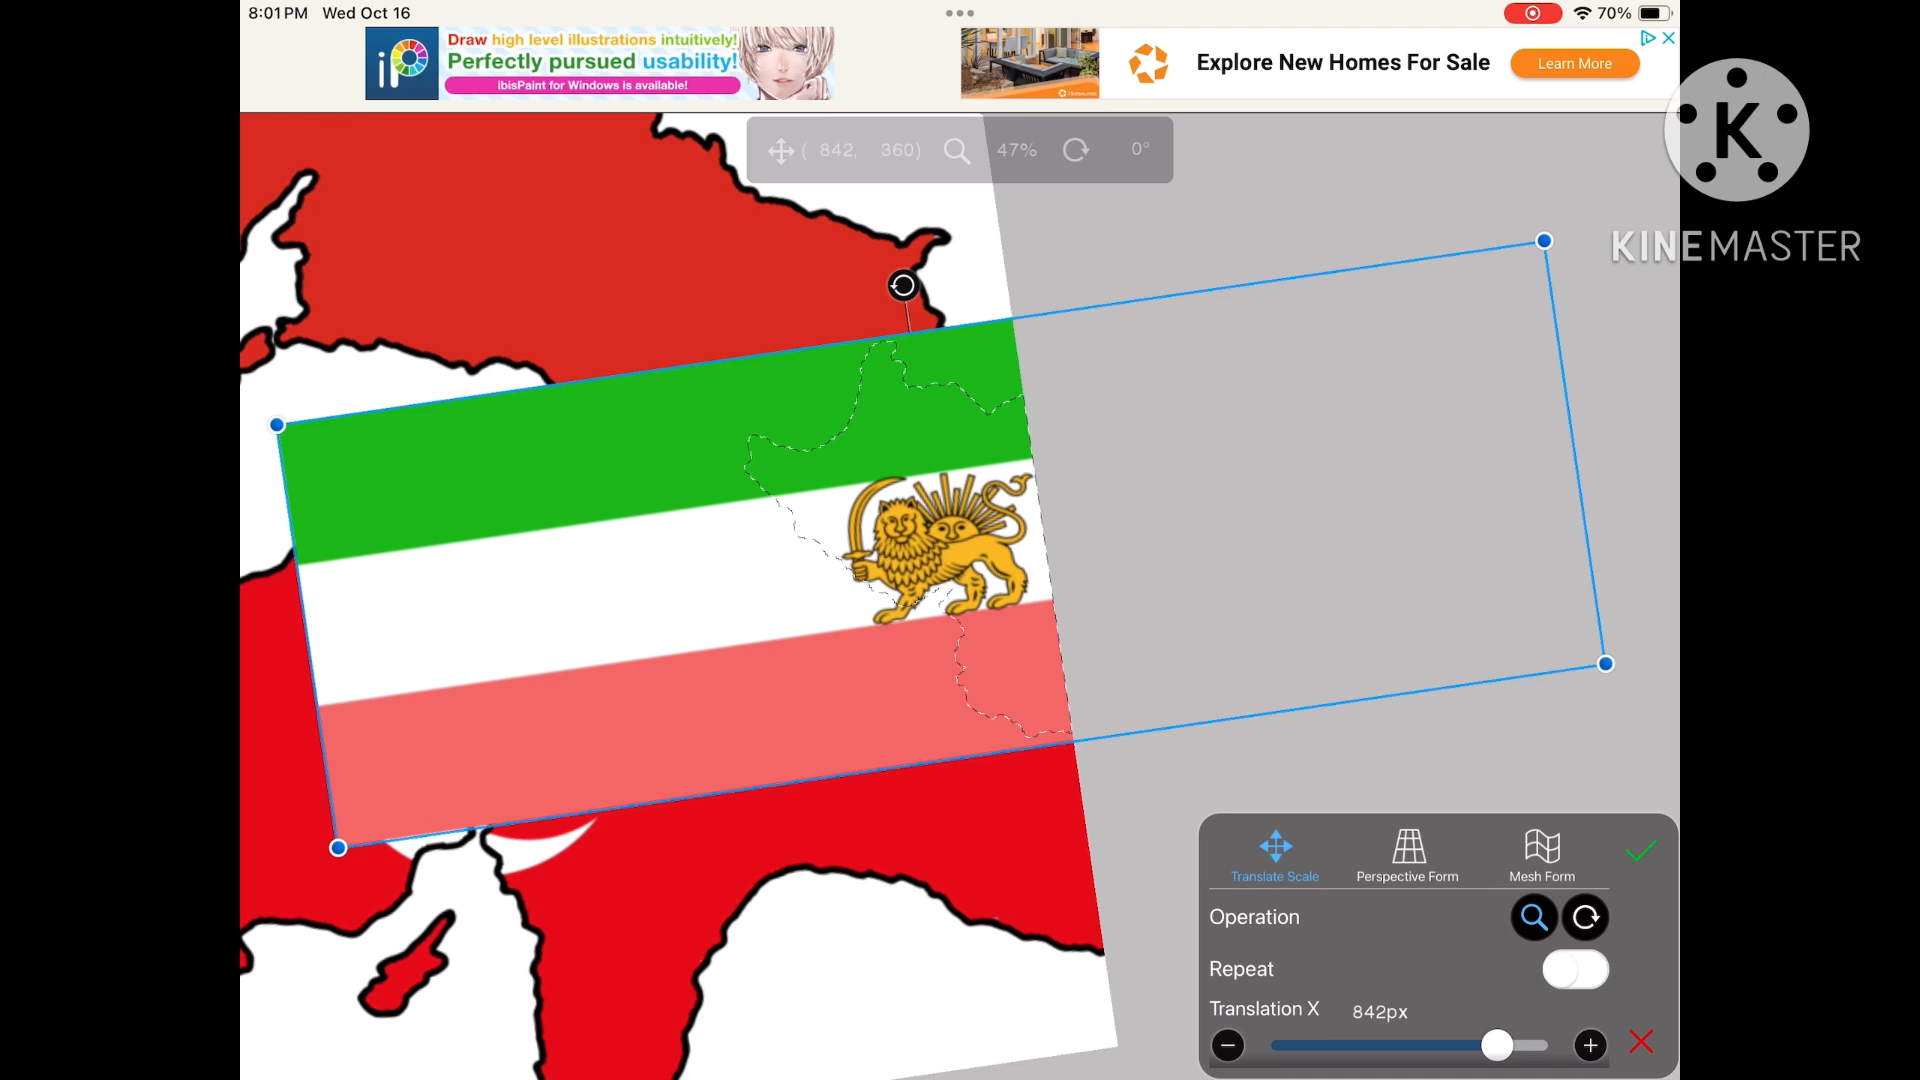 8:01PM Wed Oct 16
70%
Draw high level illustrations intuitively!
Perfectly pursued usability!
ibisPaint for Windows is available!
Explore New Homes For Sale
Learn More
( 842, 360) 47% 0°
K
KINEMASTER
Translate Scale
Perspective Form
Mesh Form
Operation
Repeat
Translation X 842px